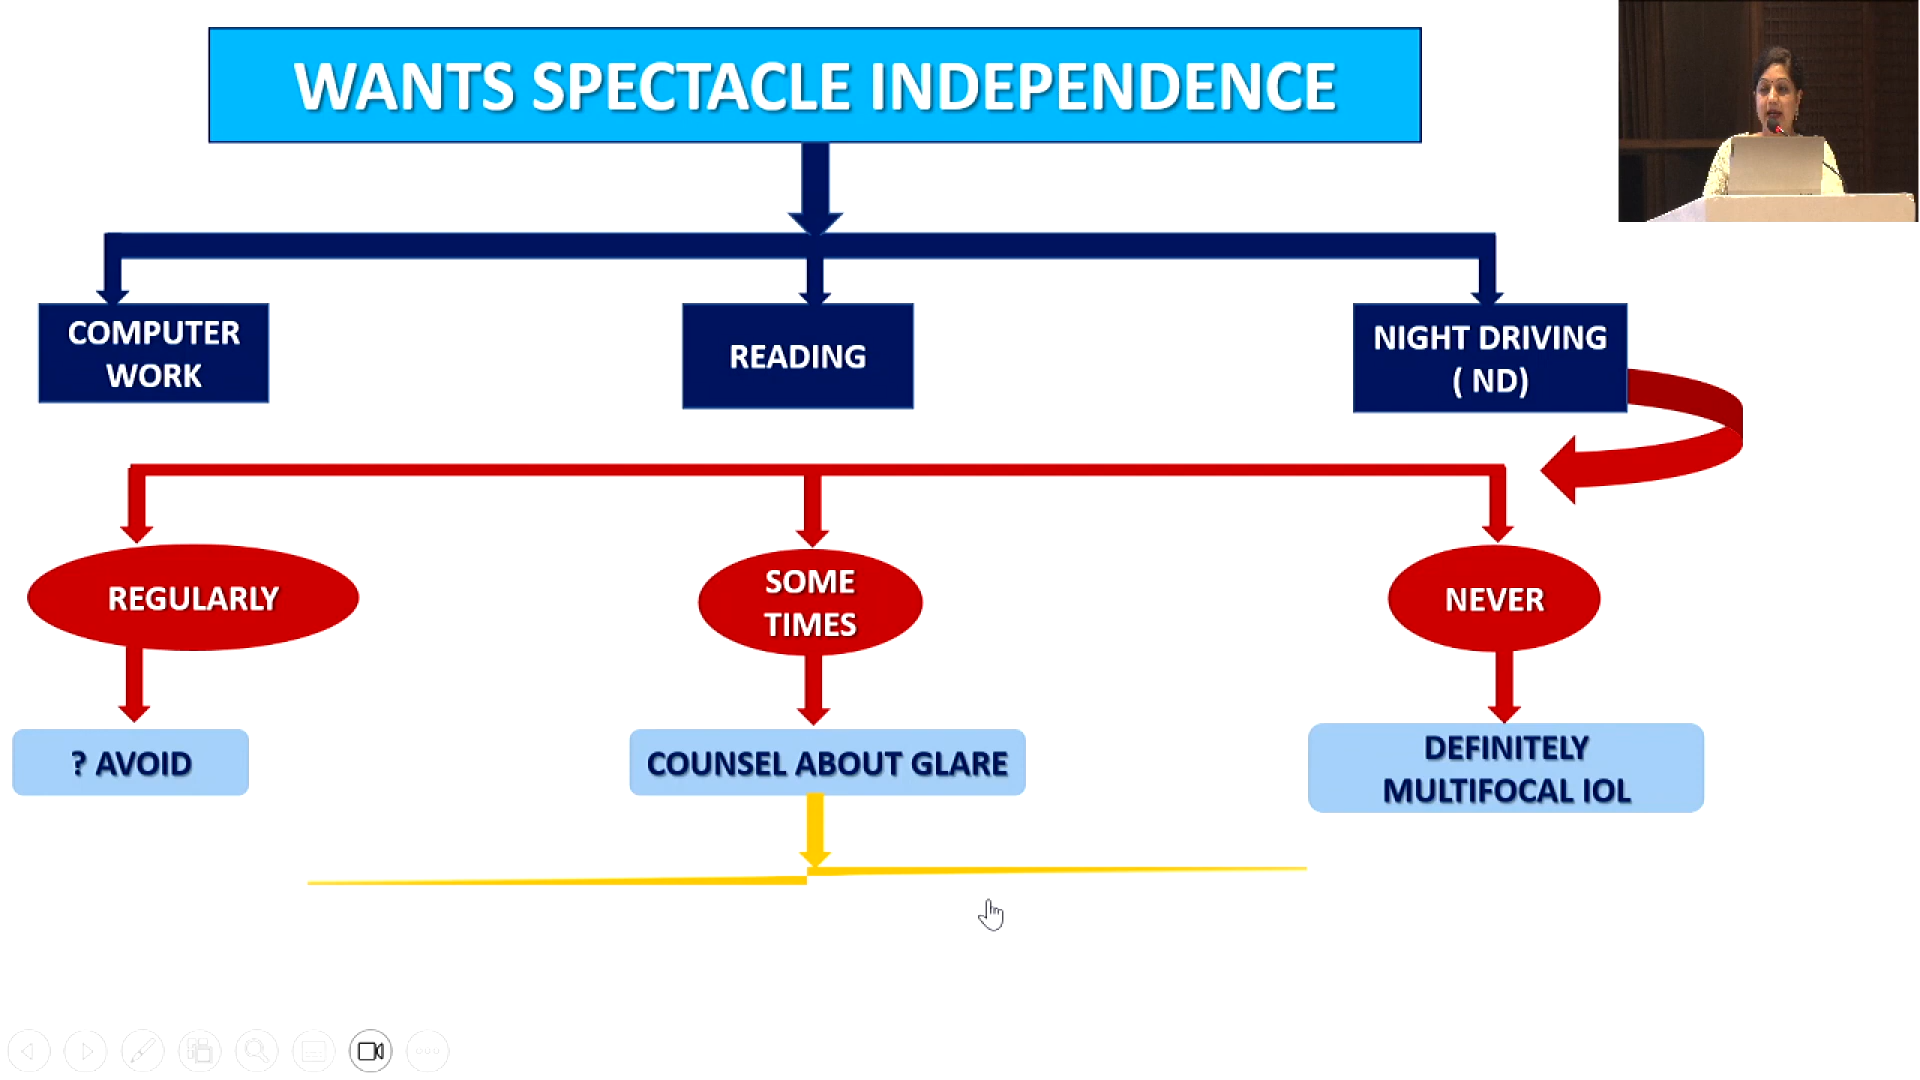 WANTS SPECTACLE INDEPENDENCE
COMPUTER
WORK
READING
NIGHT DRIVING
( ND)
REGULARLY
SOME
TIMES
NEVER
? AVOID
COUNSEL ABOUT GLARE
DEFINITELY
MULTIFOCAL IOL